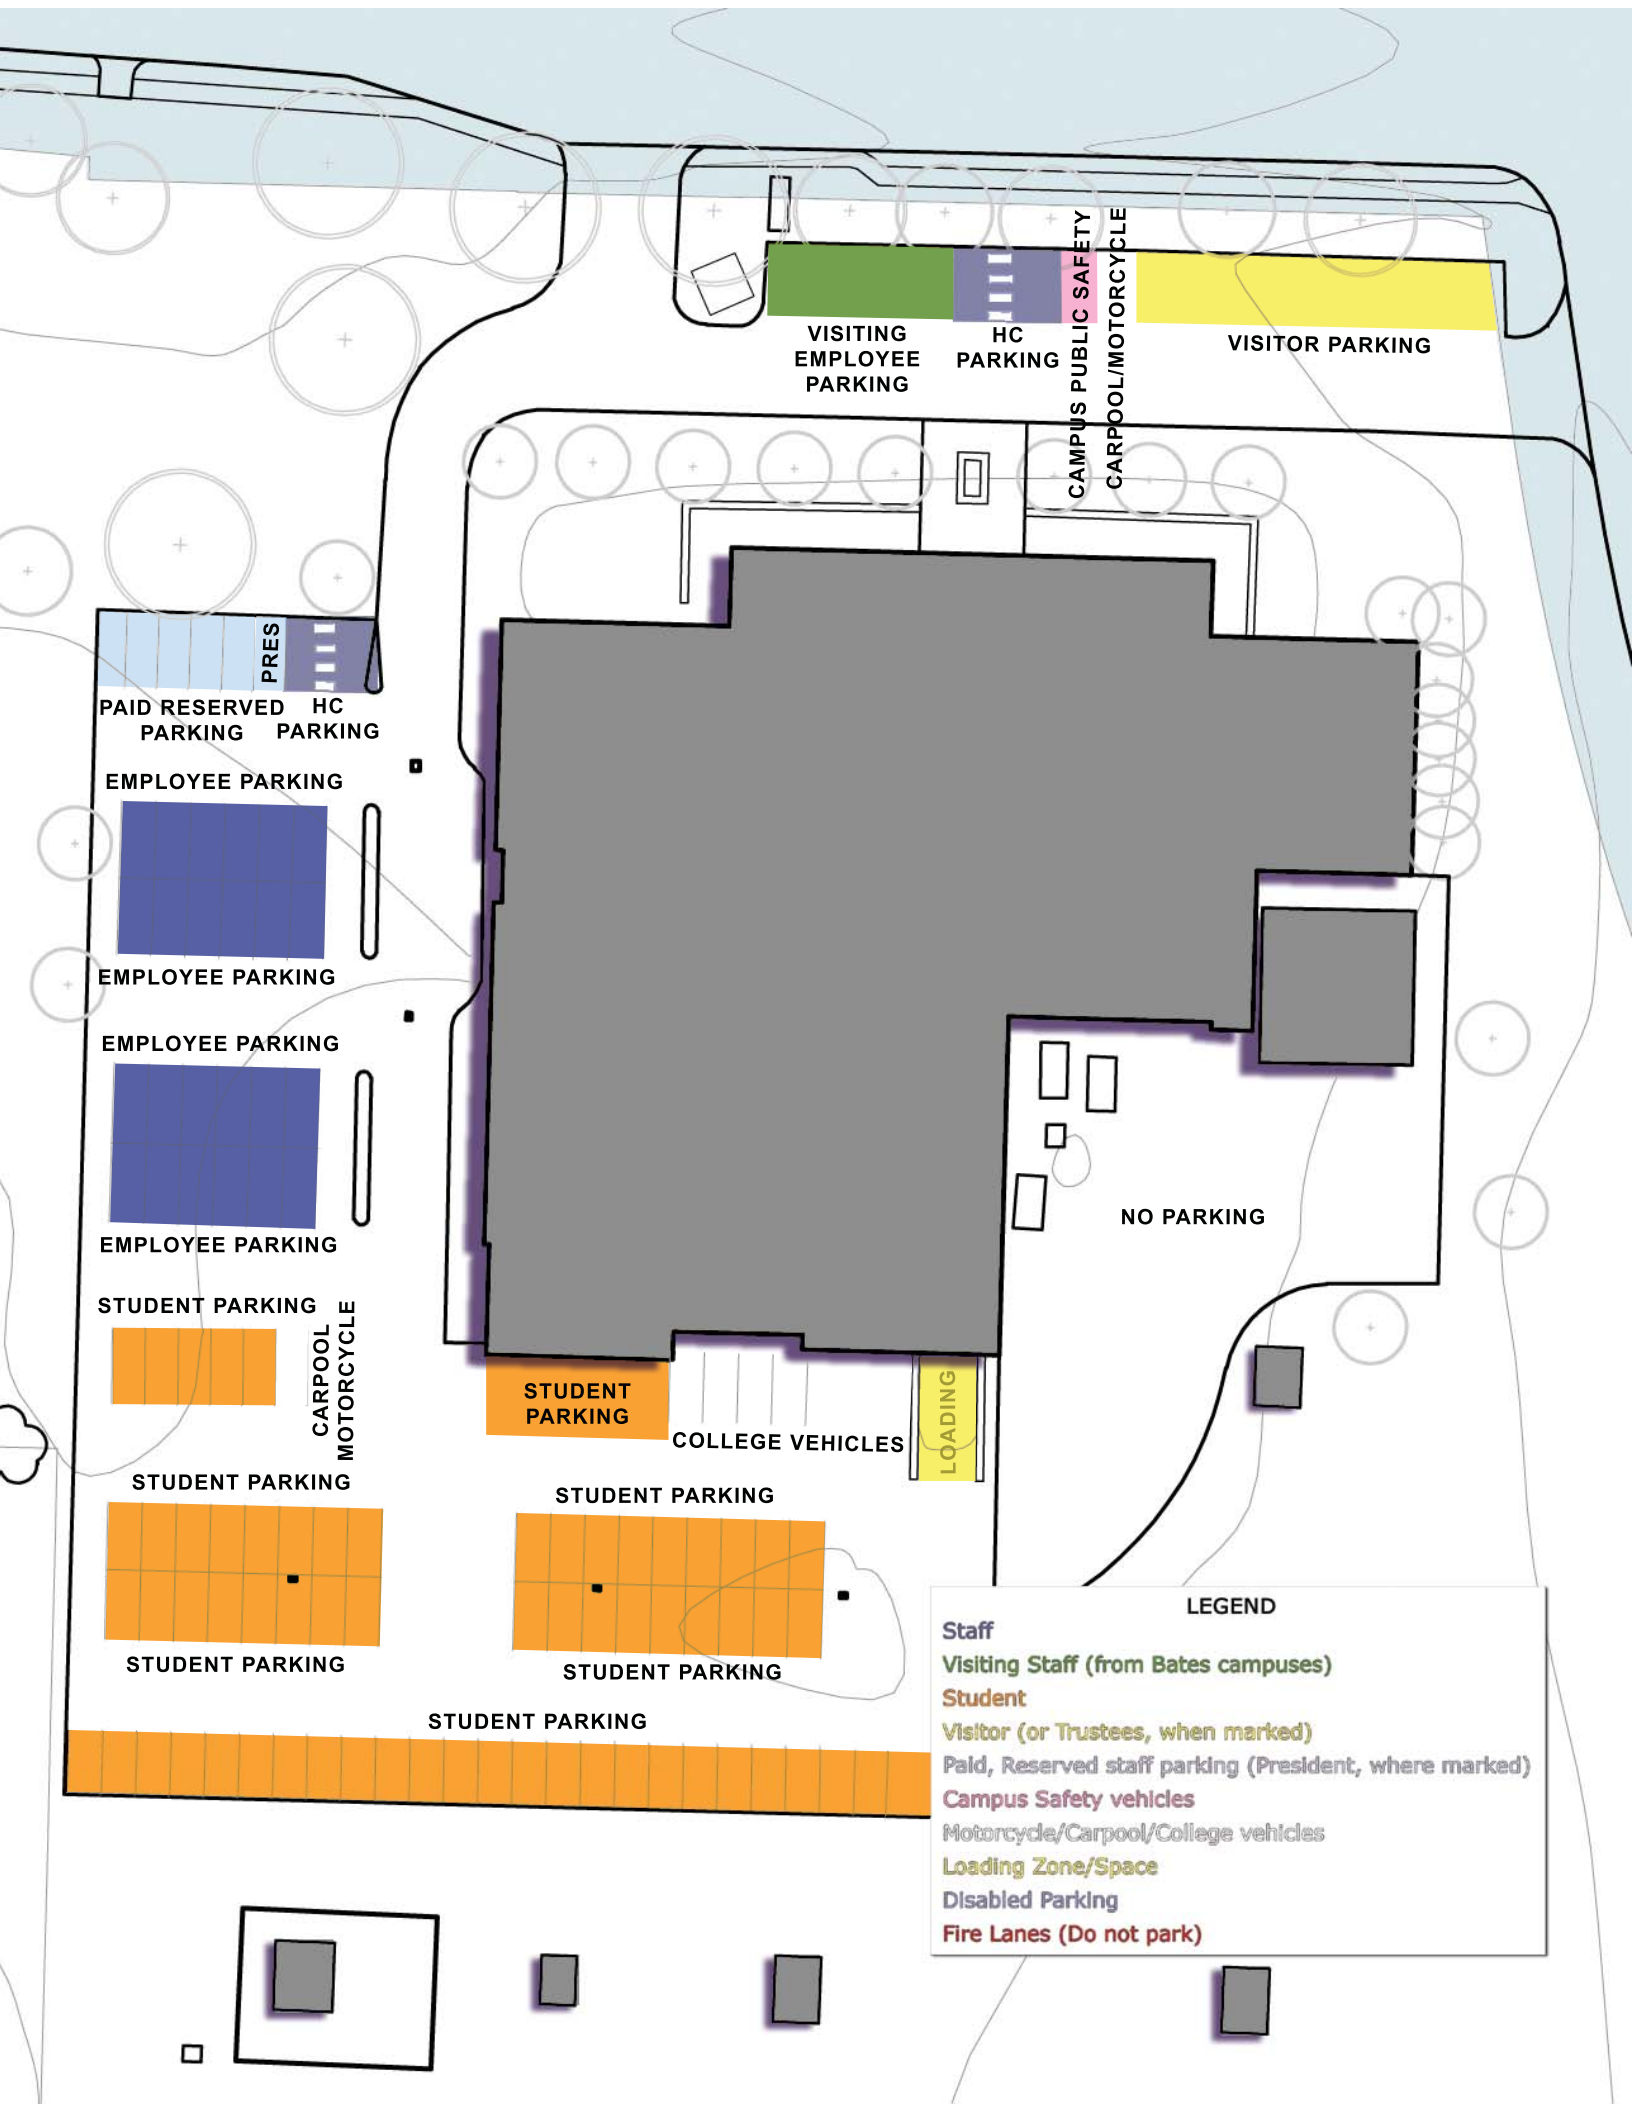 VISITING
EMPLOYEE
PARKING
HC
PARKING
CAMPUS PUBLIC SAFETY
CARPOOL/MOTORCYCLE
VISITOR PARKING
PRES
PAID RESERVED
PARKING
HC
PARKING
EMPLOYEE PARKING
EMPLOYEE PARKING
EMPLOYEE PARKING
EMPLOYEE PARKING
NO PARKING
STUDENT PARKING
CARPOOL
MOTORCYCLE
STUDENT
PARKING
COLLEGE VEHICLES
LOADING
STUDENT PARKING
STUDENT PARKING
STUDENT PARKING
STUDENT PARKING
STUDENT PARKING
LEGEND
Staff
Visiting Staff (from Bates campuses)
Student
Visitor (or Trustees, when marked)
Paid, Reserved staff parking (President, where marked)
Campus Safety vehicles
Motorcycle/Carpool/College vehicles
Loading Zone/Space
Disabled Parking
Fire Lanes (Do not park)